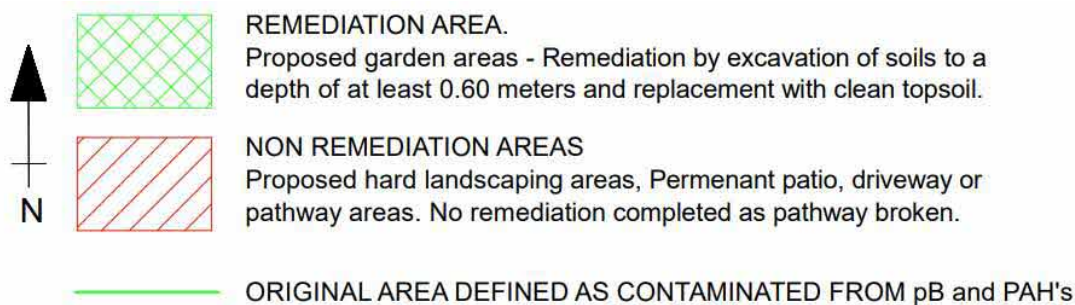 REMEDIATION AREA.
Proposed garden areas - Remediation by excavation of soils to a
depth of at least 0.60 meters and replacement with clean topsoil.
NON REMEDIATION AREAS
Proposed hard landscaping areas, Permenant patio, driveway or
pathway areas. No remediation completed as pathway broken.
N
ORIGINAL AREA DEFINED AS CONTAMINATED FROM pB and PAH's